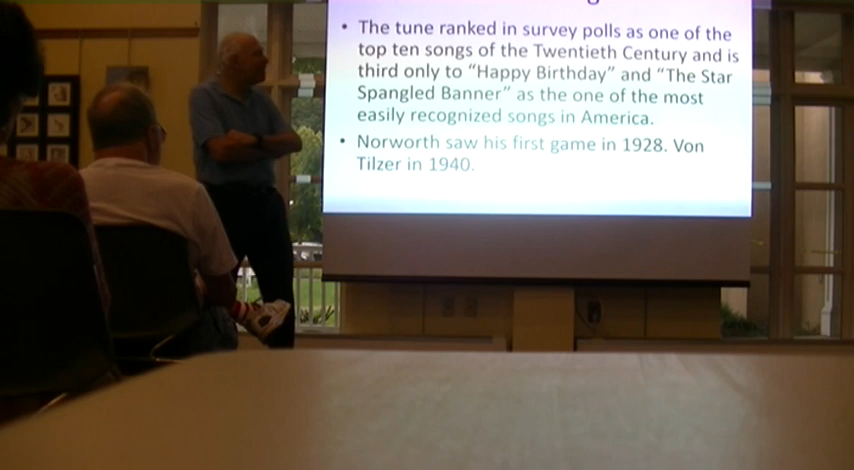 • The tune ranked in survey polls as one of the
top ten songs of the Twentieth Century and is
third only to “Happy Birthday” and “The Star
Spangled Banner” as the one of the most
easily recognized songs in America.
• Norworth saw his first game in 1928. Von
Tilzer in 1940.